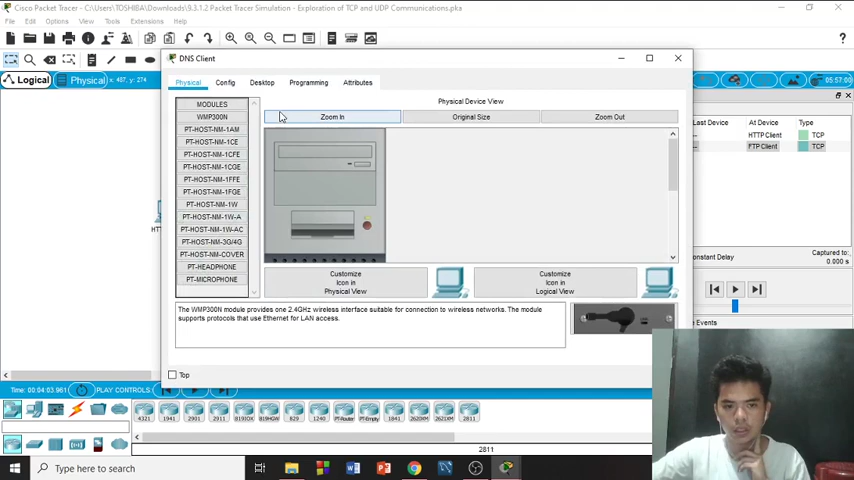 Cisco Packet Tracer - C:\Users\TOSHIBA\Downloads\9.3.1.2 Packet Tracer Simulation - Exploration of TCP and UDP Communications.pka
File Edit Options View Tools Extensions Help
Logical Physical x: 487, y: 274 05:57:00
DNS Client
Physical Config Desktop Programming Attributes
MODULES
WMP300N
PT-HOST-NM-1AM
PT-HOST-NM-1CE
PT-HOST-NM-1CFE
PT-HOST-NM-1CGE
PT-HOST-NM-1FFE
PT-HOST-NM-1FGE
PT-HOST-NM-1W
PT-HOST-NM-1W-A
PT-HOST-NM-1W-AC
PT-HOST-NM-3G/4G
PT-HOST-NM-COVER
PT-HEADPHONE
PT-MICROPHONE
Physical Device View
Zoom In Original Size Zoom Out
Customize
Icon in
Physical View
Customize
Icon in
Logical View
The WMP300N module provides one 2.4GHz wireless interface suitable for connection to wireless networks. The module
supports protocols that use Ethernet for LAN access.
Top
Last Device At Device Type
HTTP Client TCP
FTP Client TCP
Constant Delay Captured to:
0.000 s
Events
HT
Time: 00:04:03.961 PLAY CONTROLS:
4321 1941 2901 2911 819IOX 819HGW 829 1240 PT-Router PT-Empty 1841 2620XM 2621XM 2811
2811
Type here to search